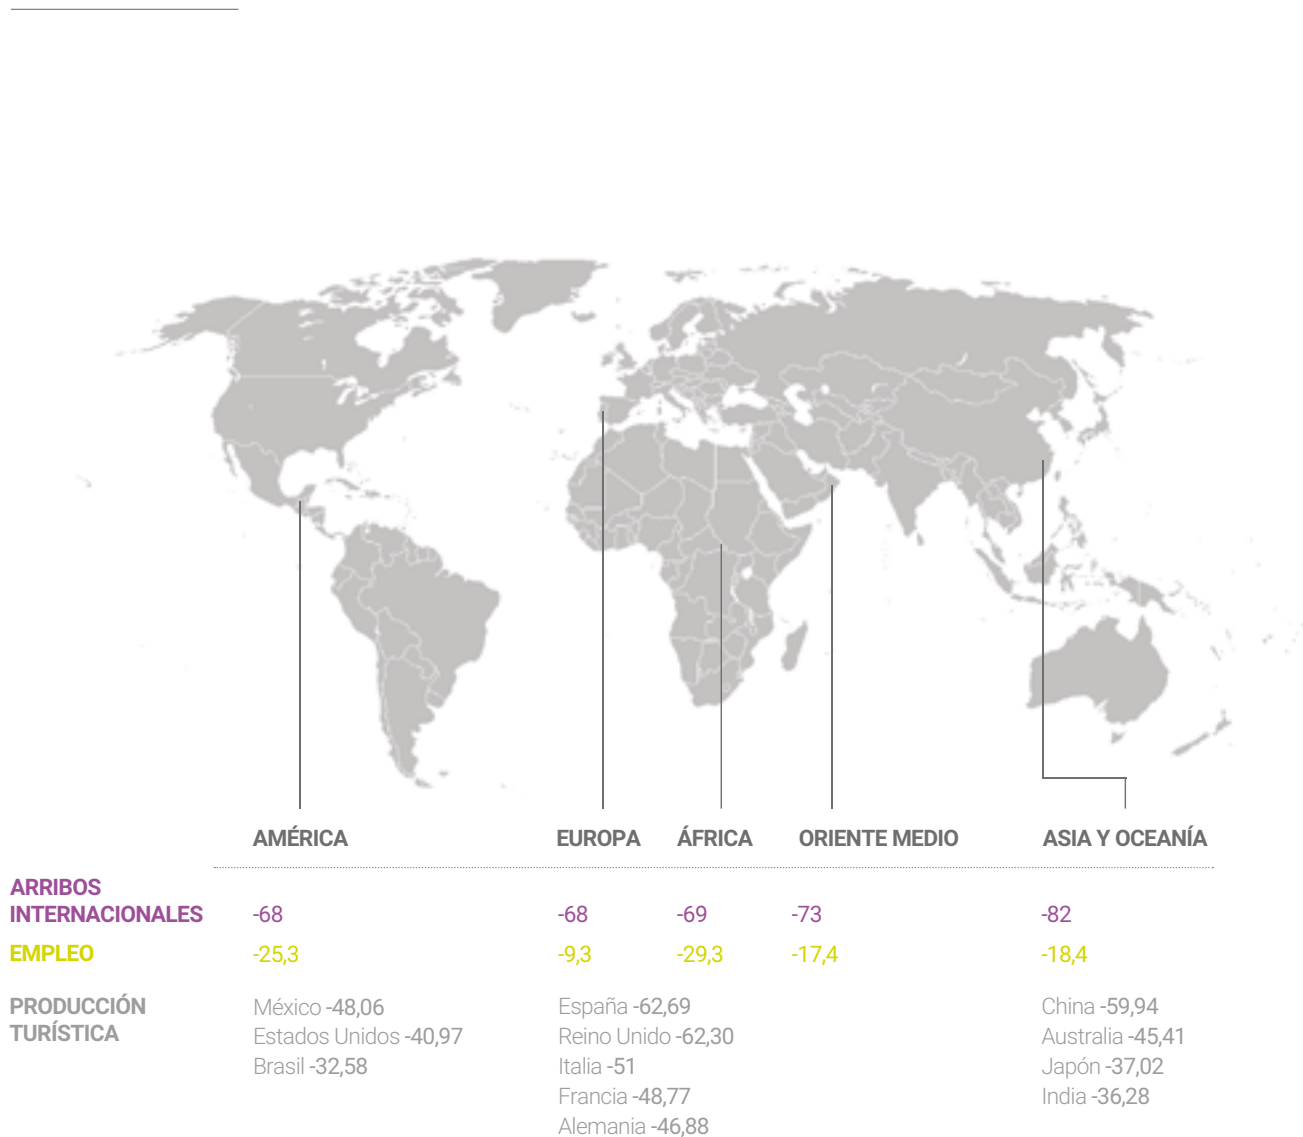 AMÉRICA EUROPA ÁFRICA ORIENTE MEDIO ASIA Y OCEANÍA
ARRIBOS
INTERNACIONALES -68 -68 -69 -73 -82
EMPLEO -25,3 -9,3 -29,3 -17,4 -18,4
PRODUCCIÓN
TURÍSTICA
México -48,06
Estados Unidos -40,97
Brasil -32,58
España -62,69
Reino Unido -62,30
Italia -51
Francia -48,77
Alemania -46,88
China -59,94
Australia -45,41
Japón -37,02
India -36,28